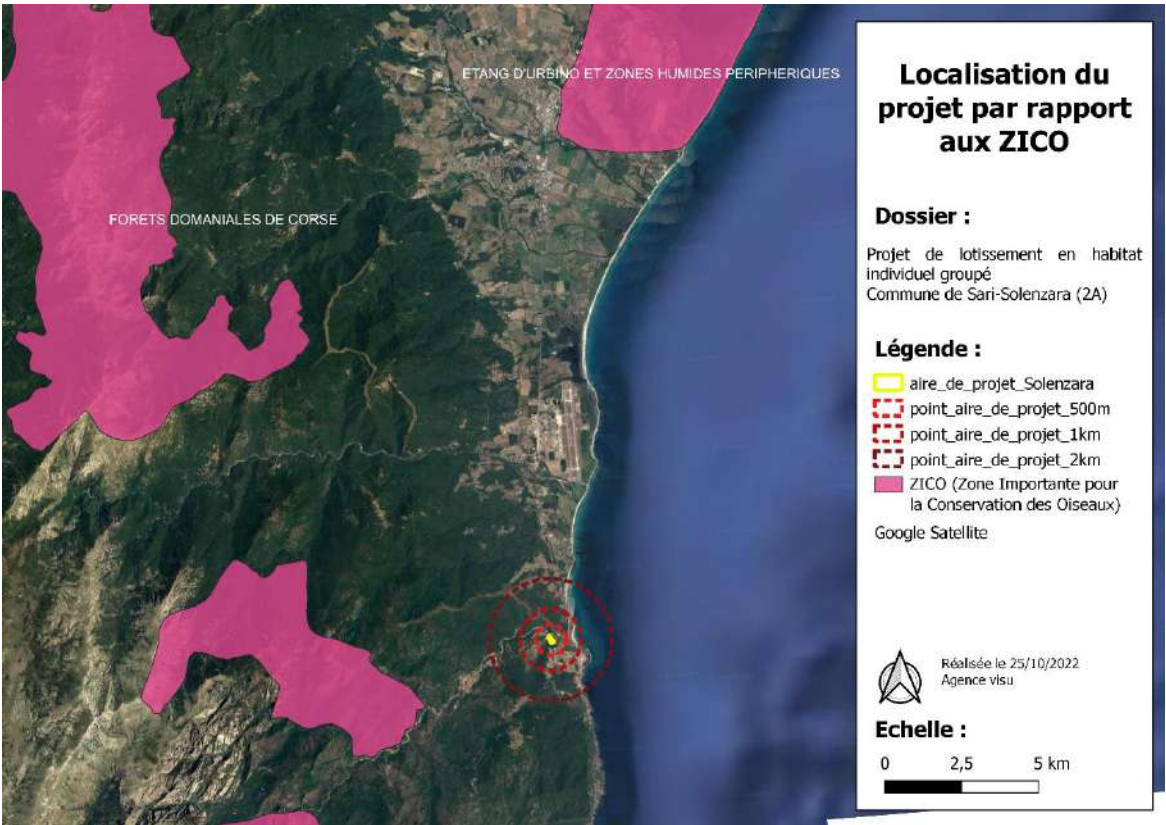 ETANG D'URBINO ET ZONES HUMIDES PERIPHERIQUES
FORETS DOMANIALES DE CORSE
Localisation du
projet par rapport
aux ZICO
Dossier :
Projet de lotissement en habitat
individuel groupé
Commune de Sari-Solenzara (2A)
Légende :
aire_de_projet_Solenzara
point_aire_de_projet_500m
point_aire_de_projet_1km
point_aire_de_projet_2km
ZICO (Zone Importante pour
la Conservation des Oiseaux)
Google Satellite
Réalisée le 25/10/2022
Agence visu
Echelle :
0 2,5 5 km